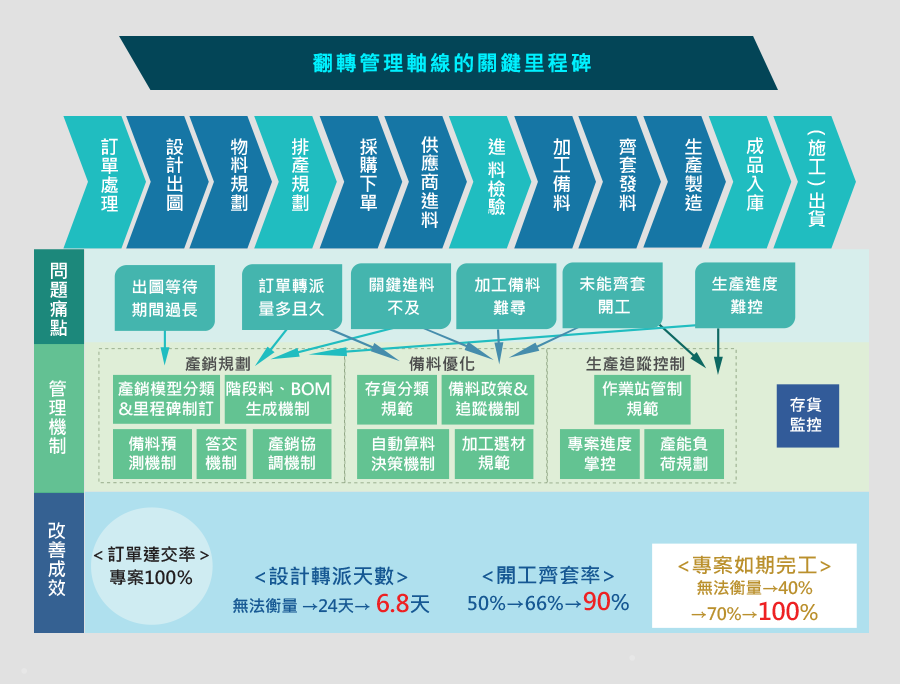 翻轉管理軸線的關鍵里程碑
訂單處理
設計出圖
物料規劃
排產規劃
採購下單
供應商進料
進料檢驗
加工備料
齊套發料
生產製造
成品入庫
(施工)出貨
問題痛點
出圖等待
期間過長
訂單轉派
量多且久
關鍵進料
不及
加工備料
難尋
未能齊套
開工
生產進度
難控
管理機制
產銷規劃
產銷模型分類
&里程碑制訂
階段料、BOM
生成機制
備料預
測機制
答交
機制
產銷協
調機制
備料優化
存貨分類
規範
備料政策&
追蹤機制
自動算料
決策機制
加工選材
規範
生產追蹤控制
作業站管制
規範
專案進度
掌控
產能負
荷規劃
存貨
監控
改善成效
<訂單達交率>
專案100%
<設計轉派天數>
無法衡量→24天→ 6.8天
<開工齊套率>
50%→66%→90%
<專案如期完工>
無法衡量→40%
→70%→100%